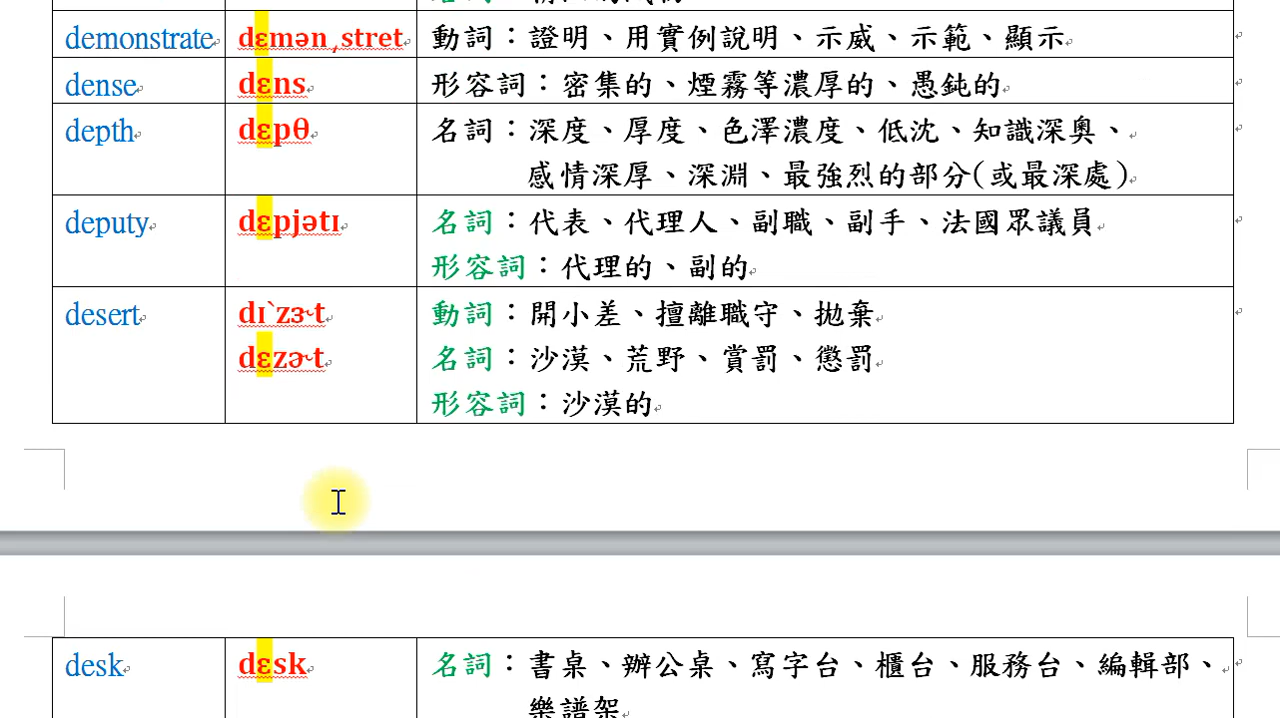 demonstrate dɛmənˌstret 動詞：證明、用實例說明、示威、示範、顯示
dense dɛns 形容詞：密集的、煙霧等濃厚的、愚鈍的
depth dɛpθ 名詞：深度、厚度、色澤濃度、低沈、知識深奧、
感情深厚、深淵、最強烈的部分(或最深處)
deputy dɛpjətɪ 名詞：代表、代理人、副職、副手、法國眾議員
形容詞：代理的、副的
desert dɪˋzɝt 動詞：開小差、擅離職守、拋棄
dɛzɚt 名詞：沙漠、荒野、賞罰、懲罰
形容詞：沙漠的
desk dɛsk 名詞：書桌、辦公桌、寫字台、櫃台、服務台、編輯部、
樂譜架